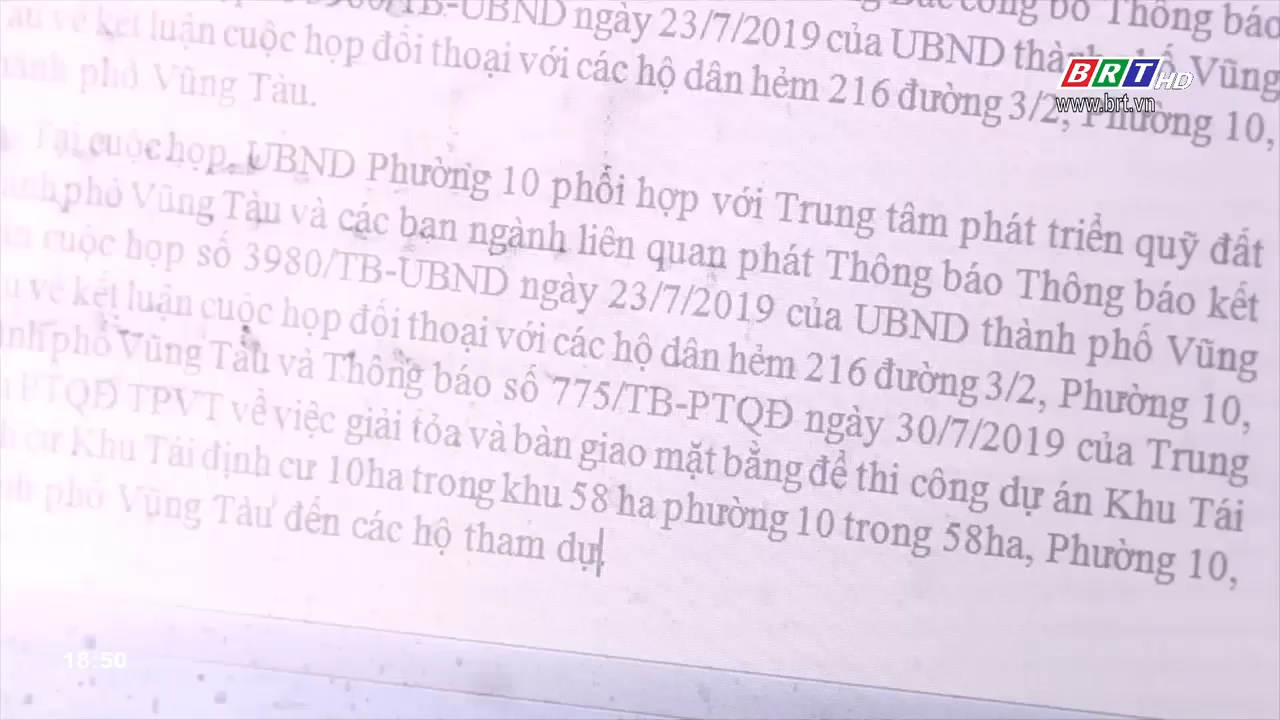 3980/TB-UBND ngày 23/7/2019 của UBND thành phố Vũng
về kết luận cuộc họp đối thoại với các hộ dân hẻm 216 đường 3/2, Phường 10,
phố Vũng Tàu.
Tại cuộc họp, UBND Phường 10 phối hợp với Trung tâm phát triển quỹ đất
phố Vũng Tàu và các bạn ngành liên quan phát Thông báo Thông báo kết
cuộc họp số 3980/TB-UBND ngày 23/7/2019 của UBND thành phố Vũng
về kết luận cuộc họp đối thoại với các hộ dân hẻm 216 đường 3/2, Phường 10,
phố Vũng Tàu và Thông báo số 775/TB-PTQĐ ngày 30/7/2019 của Trung
PTQĐ TPVT về việc giải tỏa và bàn giao mặt bằng để thi công dự án Khu Tái
cư Khu Tái định cư 10ha trong khu 58 ha phường 10 trong 58ha, Phường 10,
phố Vũng Tàu' đến các hộ tham dự
BRT HD
www.brt.vn
18:50